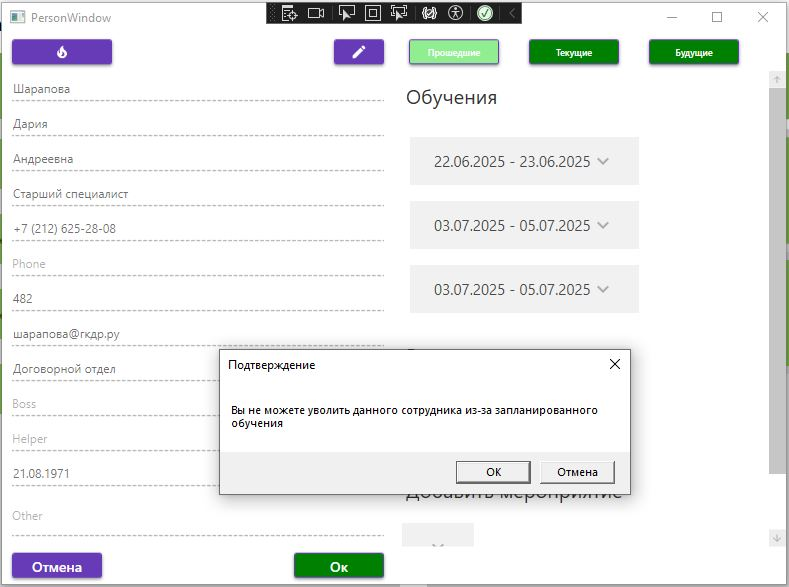 PersonWindow
Прошедшие
Текущие
Будущие
Шарапова
Дария
Андреевна
Старший специалист
+7 (212) 625-28-08
Phone
482
шарапова@гкдр.ру
Договорной отдел
Boss
Helper
21.08.1971
Other
Отмена
Ок
Обучения
22.06.2025 - 23.06.2025
03.07.2025 - 05.07.2025
03.07.2025 - 05.07.2025
Подтверждение
Вы не можете уволить данного сотрудника из-за запланированного
обучения
ОК
Отмена
Добавить мероприятие